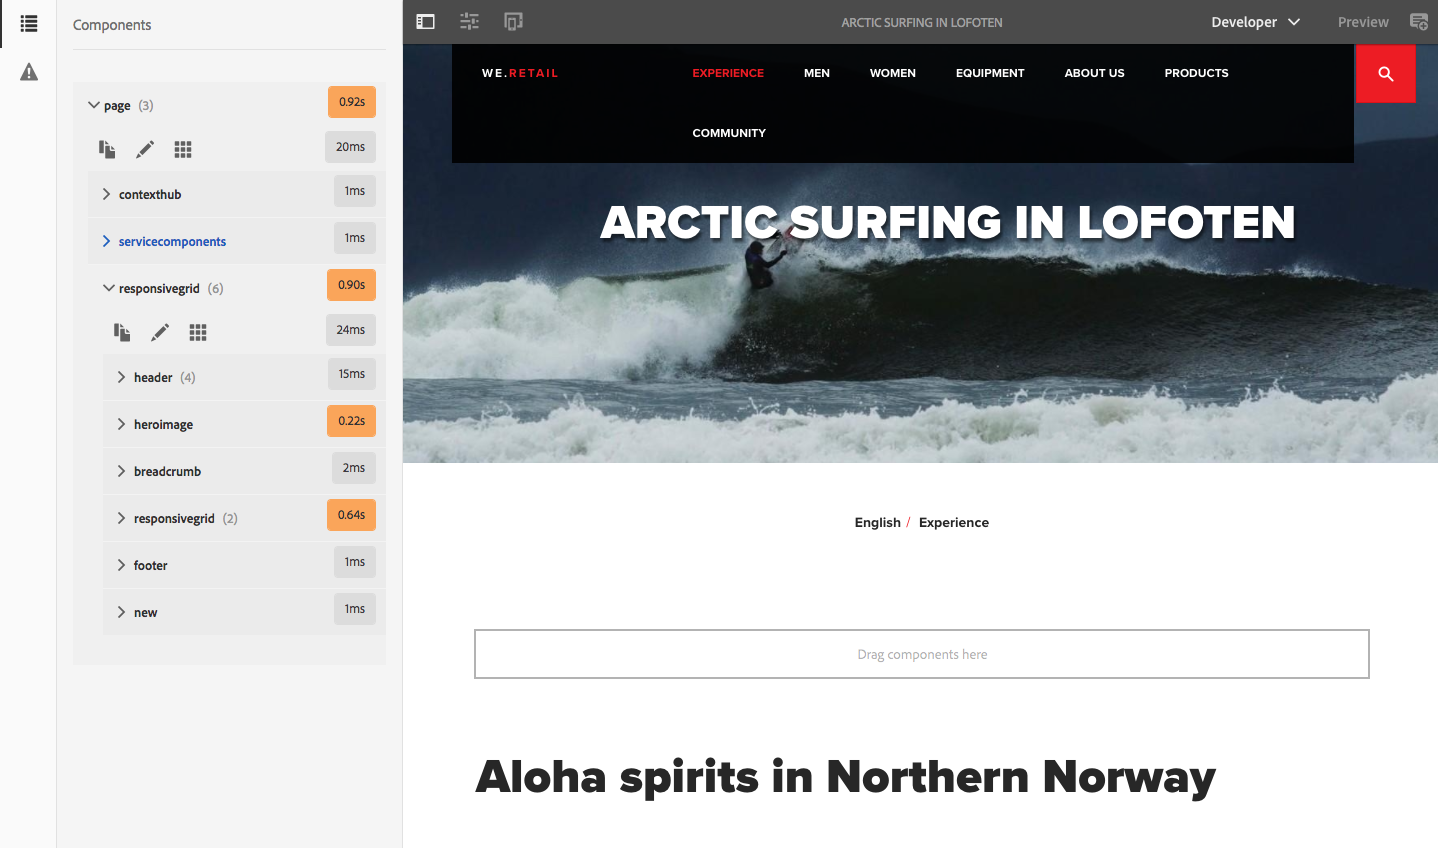 Components
page (3) 0.92s
20ms
contexthub 1ms
servicecomponents 1ms
responsivegrid (6) 0.90s
24ms
header (4) 15ms
heroimage 0.22s
breadcrumb 2ms
responsivegrid (2) 0.64s
footer 1ms
new 1ms
ARCTIC SURFING IN LOFOTEN Developer Preview
WE.RETAIL EXPERIENCE MEN WOMEN EQUIPMENT ABOUT US PRODUCTS
COMMUNITY
ARCTIC SURFING IN LOFOTEN
English / Experience
Drag components here
Aloha spirits in Northern Norway